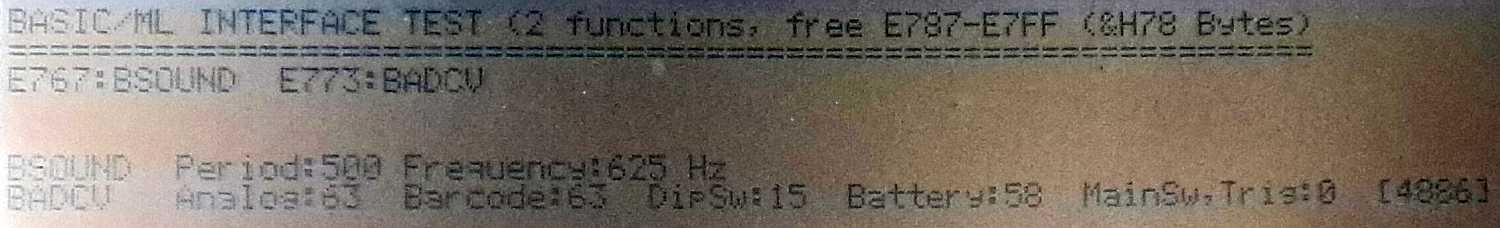 BASIC/ML INTERFACE TEST (2 functions, free E787-E7FF (&H78 Bytes)
=================================================================
E767:BSOUND  E773:BADCV
BSOUND  Period:500 Frequency:625 Hz
BADCV   Analog:63  Barcode:63  DipSw:15  Battery:58  MainSw,Trig:0  [4886]